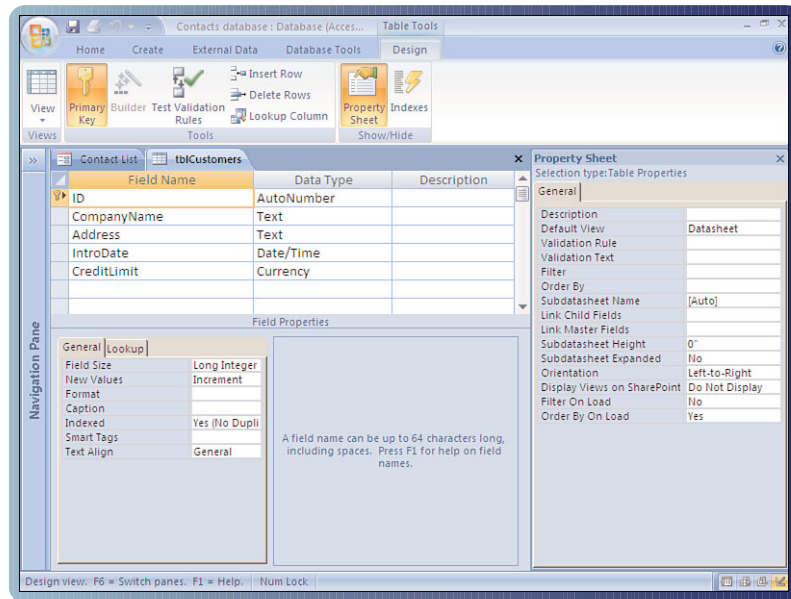 Contacts database : Database (Acces...
Table Tools
Home
Create
External Data
Database Tools
Design
View
Primary Key
Builder
Test Validation Rules
Insert Row
Delete Rows
Lookup Column
Property Sheet
Indexes
Views
Tools
Show/Hide
Contact List
tblCustomers
Field Name
Data Type
Description
ID
AutoNumber
CompanyName
Text
Address
Text
IntroDate
Date/Time
CreditLimit
Currency
Field Properties
Navigation Pane
General
Lookup
Field Size
Long Integer
New Values
Increment
Format
Caption
Indexed
Yes (No Dupli
Smart Tags
Text Align
General
A field name can be up to 64 characters long,
including spaces. Press F1 for help on field
names.
Property Sheet
Selection type:Table Properties
General
Description
Default View
Datasheet
Validation Rule
Validation Text
Filter
Order By
Subdatasheet Name
[Auto]
Link Child Fields
Link Master Fields
Subdatasheet Height
0"
Subdatasheet Expanded
No
Orientation
Left-to-Right
Display Views on SharePoint
Do Not Display
Filter On Load
No
Order By On Load
Yes
Design view. F6 = Switch panes. F1 = Help.
Num Lock